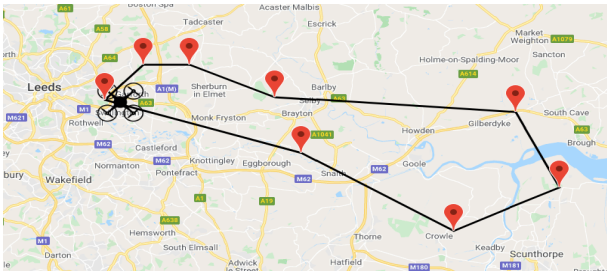 A61
Boston Spa
Acaster Malbis
Tadcaster
Escrick
A58
Market
Weighton
A1079
Sancton
A64
Holme-on-Spalding-Moor
A614
Leeds
A1(M)
Sherburn
in Elmet
Barlby
Selby
A63
M1
A63
Brayton
South Cave
M621
Rothwell
Monk Fryston
Gilberdyke
A63
Howden
Brough
M62
Castleford
A1041
Normanton
M62
Knottingley
Eggborough
Goole
M62
Snaith
M62
Pontefract
bury
Wakefield
A1
A19
A638
Hemsworth
Thorne
Crowle
Keadby
M1
South Elmsall
Scunthorpe
Darton
Adwick
le Street
Hatfield
M180
M181